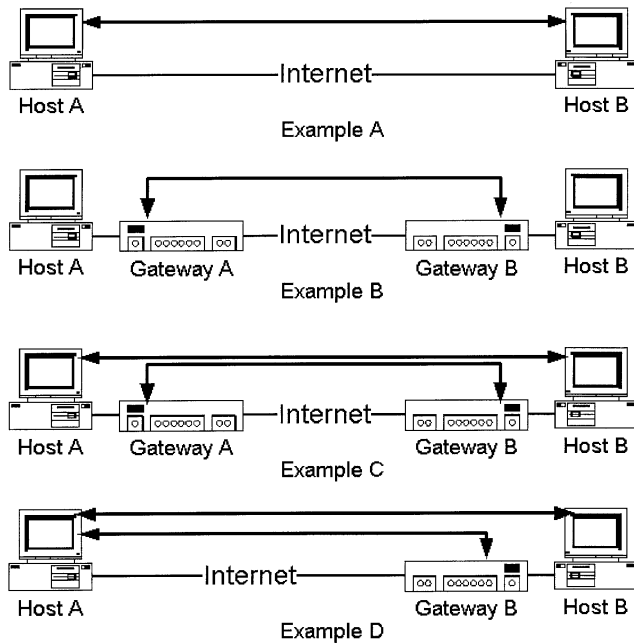 Internet
Host A
Host B
Example A
Internet
Host A
Gateway A
Gateway B
Host B
Example B
Internet
Host A
Gateway A
Gateway B
Host B
Example C
Internet
Host A
Gateway B
Host B
Example D